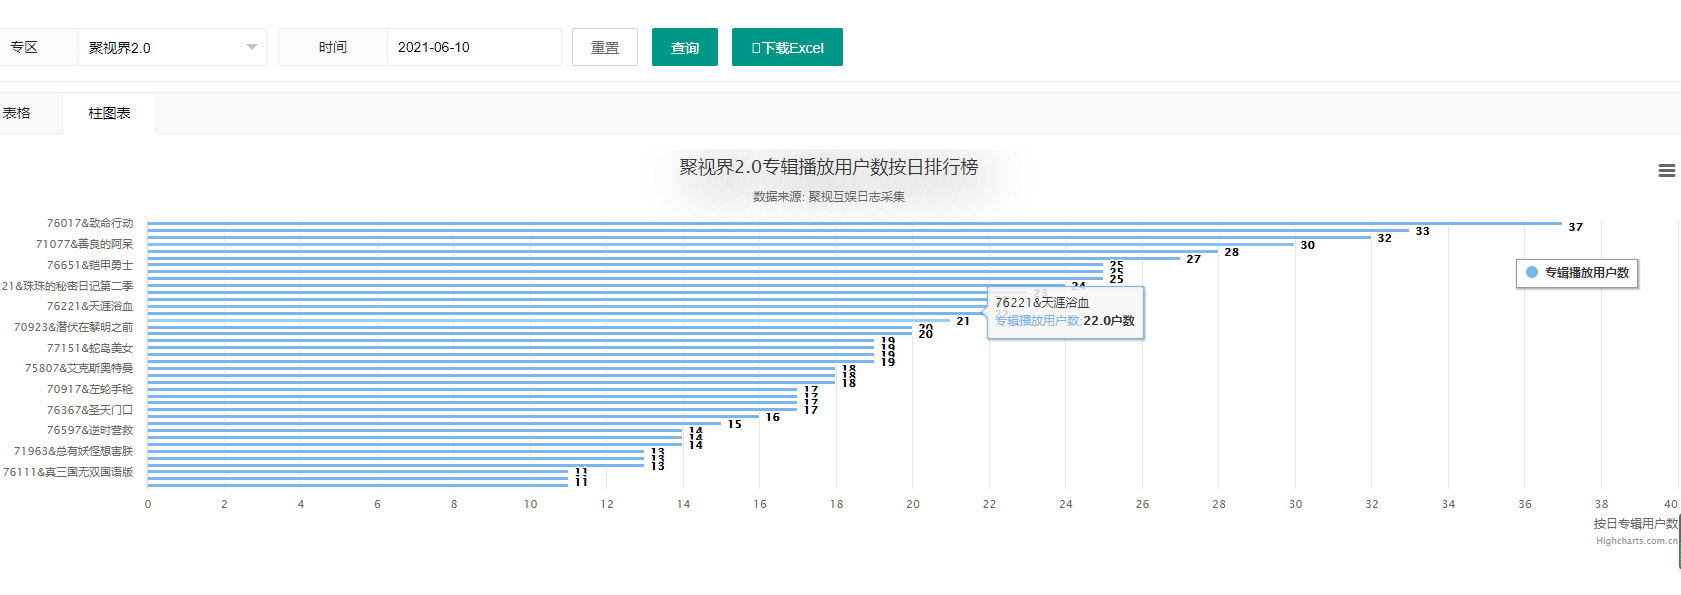 专区
聚视界2.0
时间
2021-06-10
重置
查询
下载Excel
表格
柱图表
聚视界2.0专辑播放用户数按日排行榜
数据来源: 聚视互娱日志采集
76017&致命行动
71077&善良的阿呆
76651&铠甲勇士
21&珠珠的秘密日记第二季
76221&天涯浴血
70923&潜伏在黎明之前
77151&蛇岛美女
75807&艾克斯奥特曼
70917&左轮手枪
76367&圣天门口
76597&逆时营救
71963&总有妖怪想害朕
76111&真三国无双国语版
37
33
32
30
28
27
25
25
25
24
23
22
21
20
20
19
19
19
19
18
18
18
17
17
17
17
16
15
14
14
14
13
13
13
11
11
76221&天涯浴血
专辑播放用户数:22.0户数
专辑播放用户数
0 2 4 6 8 10 12 14 16 18 20 22 24 26 28 30 32 34 36 38 40
按日专辑用户数
Highcharts.com.cn